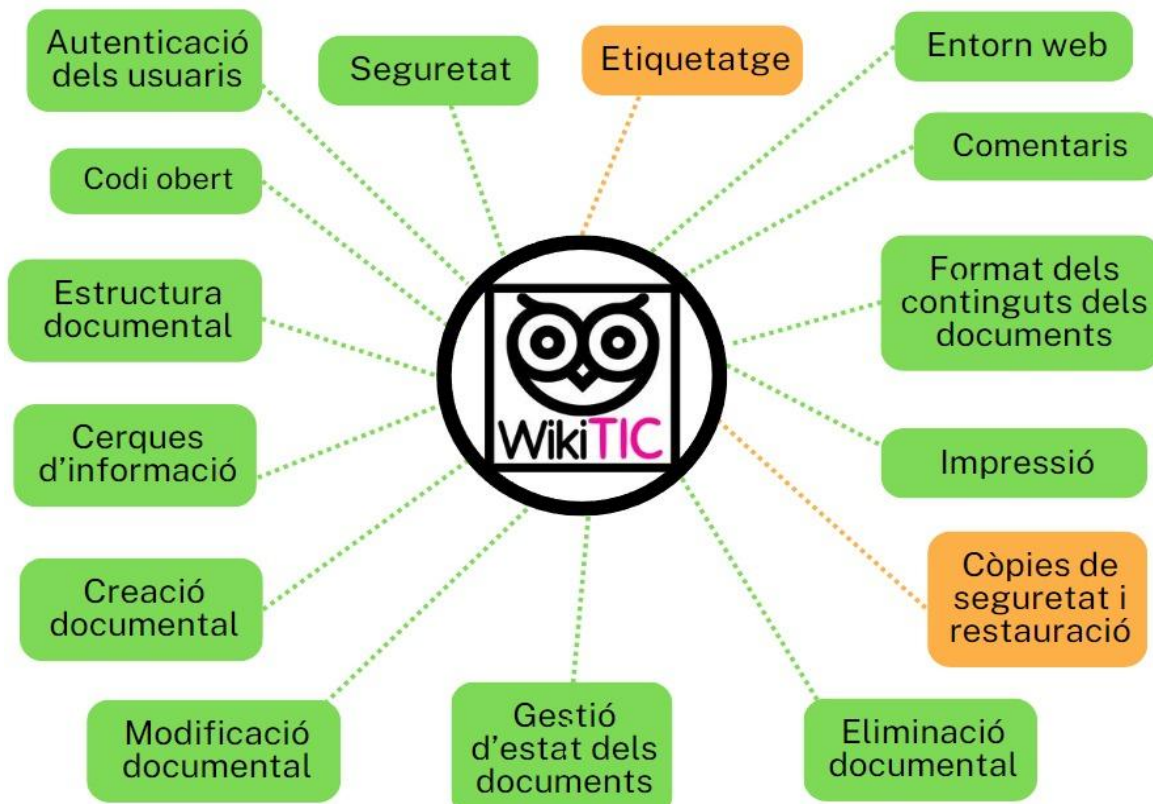 Autenticació
dels usuaris
Seguretat
Etiquetatge
Entorn web
Codi obert
Comentaris
Estructura
documental
Format dels
continguts dels
documents
WikiTIC
Cerques
d'informació
Impressió
Creació
documental
Còpies de
seguretat i
restauració
Modificació
documental
Gestió
d'estat dels
documents
Eliminació
documental